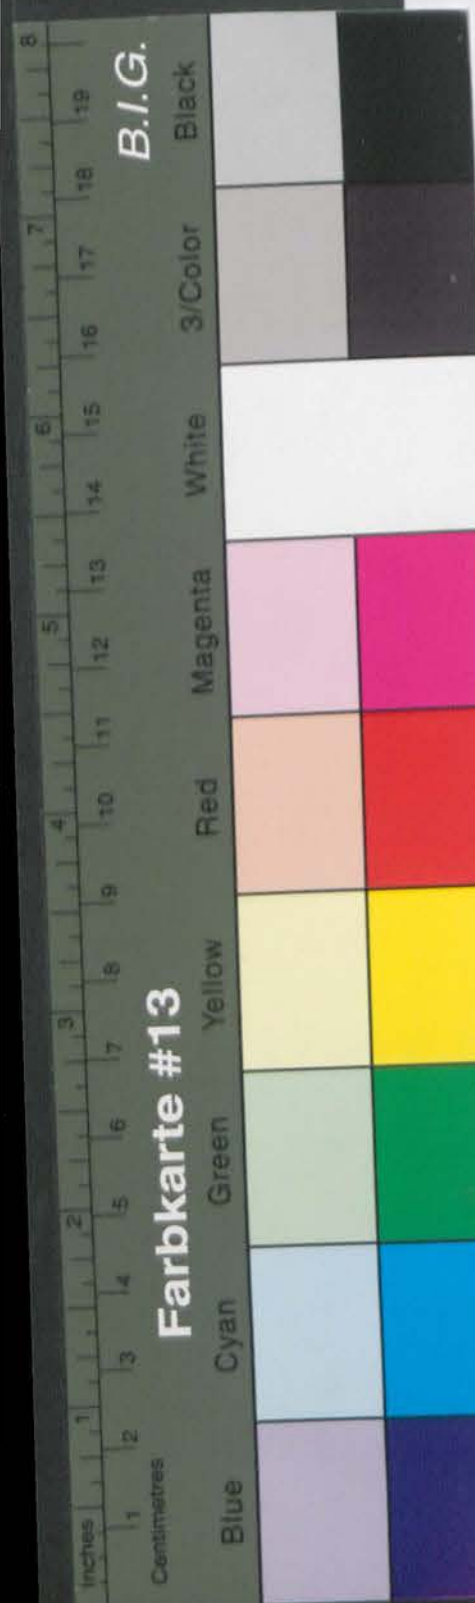 Inches 1 2 3 4 5 6 7 8
1 2 3 4 5 6 7 8 9 10 11 12 13 14 15 16 17 18 19
Centimetres
Farbkarte #13 B.I.G.
Blue Cyan Green Yellow Red Magenta White 3/Color Black